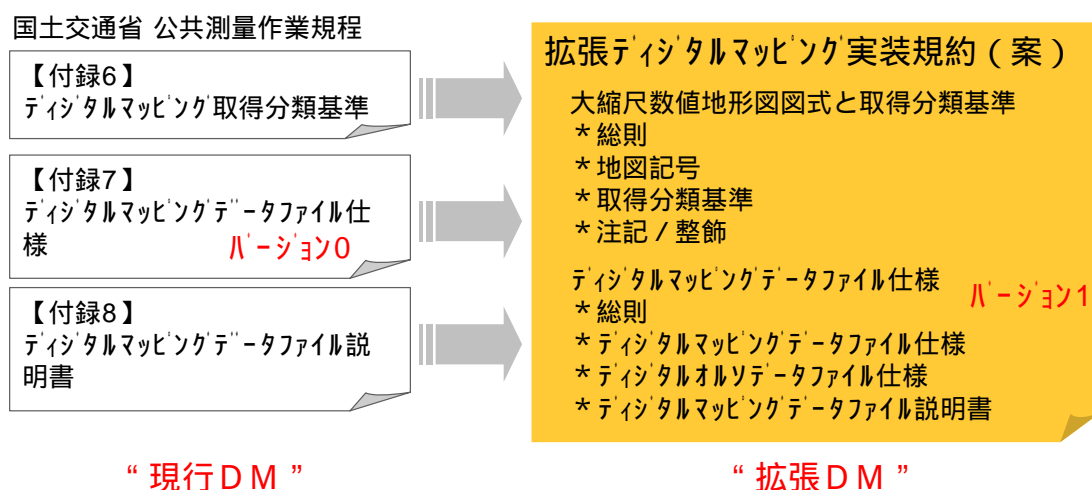 国土交通省 公共測量作業規程
【付録6】
ディジタルマッピング取得分類基準
【付録7】
ディジタルマッピングデータファイル仕
様
バージョン0
【付録8】
ディジタルマッピングデータファイル説
明書
“現行DM”
拡張ディジタルマッピング実装規約(案)
大縮尺数値地形図図式と取得分類基準
*総則
*地図記号
*取得分類基準
*注記/整飾
ディジタルマッピングデータファイル仕様
バージョン1
*総則
*ディジタルマッピングデータファイル仕様
*ディジタルオルソデータファイル仕様
*ディジタルマッピングデータファイル説明書
“拡張DM”